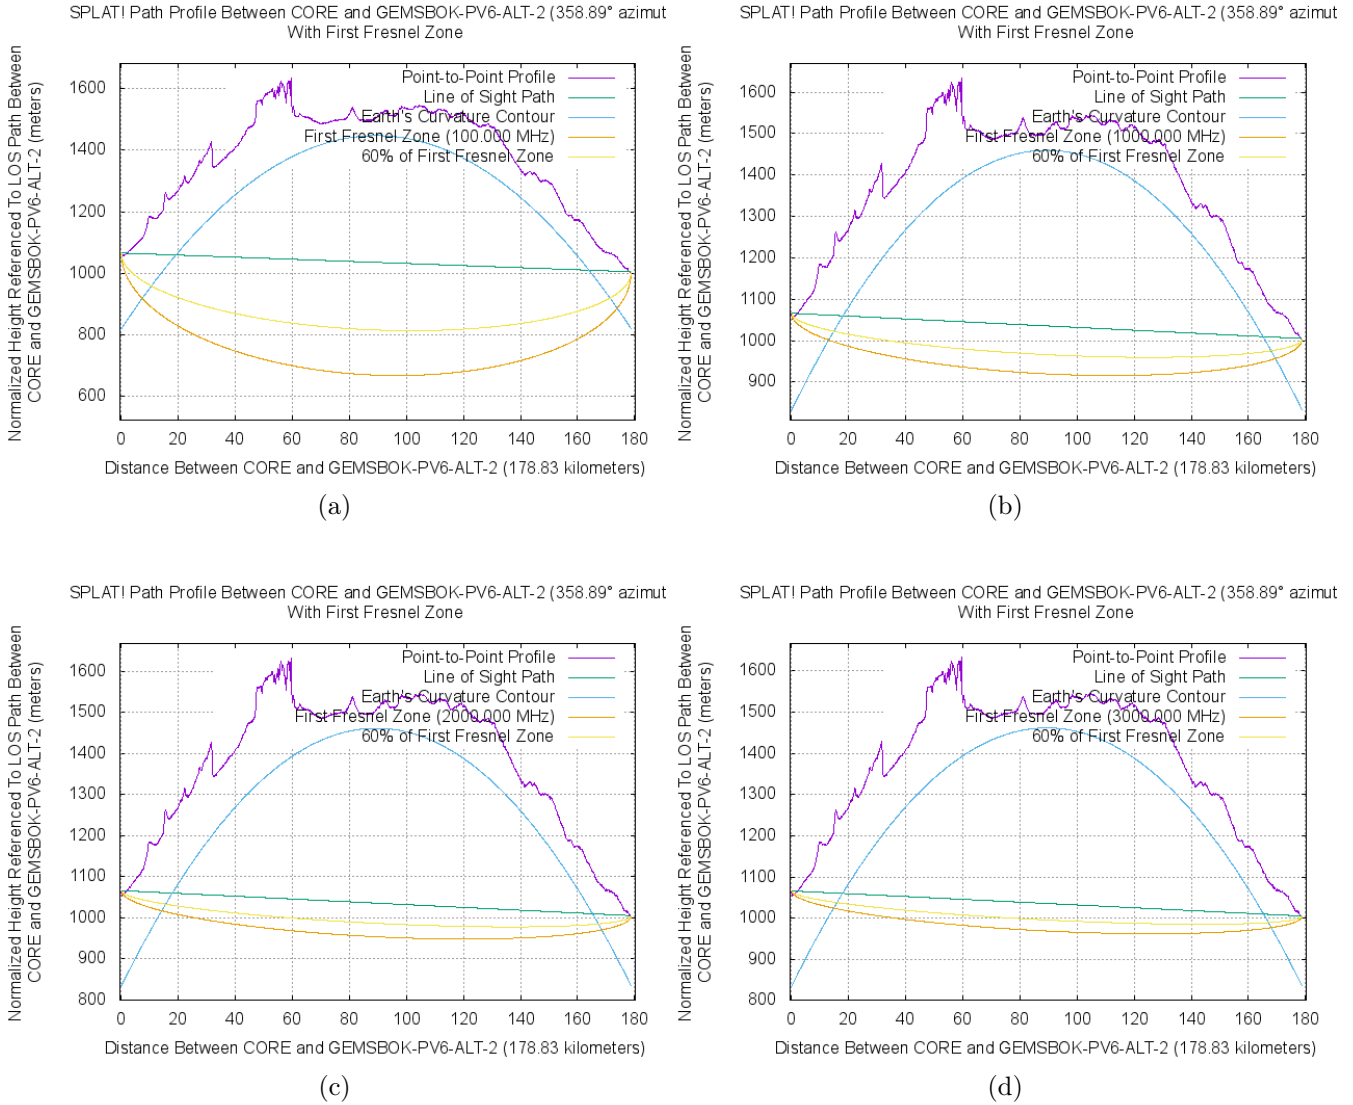 SPLAT! Path Profile Between CORE and GEMSBOK-PV6-ALT-2 (358.89° azimut
With First Fresnel Zone
Normalized Height Referenced To LOS Path Between
CORE and GEMSBOK-PV6-ALT-2 (meters)
1600
1400
1200
1000
800
600
Point-to-Point Profile
Line of Sight Path
Earth's Curvature Contour
First Fresnel Zone (100.000 MHz)
60% of First Fresnel Zone
0 20 40 60 80 100 120 140 160 180
Distance Between CORE and GEMSBOK-PV6-ALT-2 (178.83 kilometers)
(a)
SPLAT! Path Profile Between CORE and GEMSBOK-PV6-ALT-2 (358.89° azimut
With First Fresnel Zone
Normalized Height Referenced To LOS Path Between
CORE and GEMSBOK-PV6-ALT-2 (meters)
1600
1500
1400
1300
1200
1100
1000
900
Point-to-Point Profile
Line of Sight Path
Earth's Curvature Contour
First Fresnel Zone (1000.000 MHz)
60% of First Fresnel Zone
0 20 40 60 80 100 120 140 160 180
Distance Between CORE and GEMSBOK-PV6-ALT-2 (178.83 kilometers)
(b)
SPLAT! Path Profile Between CORE and GEMSBOK-PV6-ALT-2 (358.89° azimut
With First Fresnel Zone
Normalized Height Referenced To LOS Path Between
CORE and GEMSBOK-PV6-ALT-2 (meters)
1600
1500
1400
1300
1200
1100
1000
900
800
Point-to-Point Profile
Line of Sight Path
Earth's Curvature Contour
First Fresnel Zone (2000.000 MHz)
60% of First Fresnel Zone
0 20 40 60 80 100 120 140 160 180
Distance Between CORE and GEMSBOK-PV6-ALT-2 (178.83 kilometers)
(c)
SPLAT! Path Profile Between CORE and GEMSBOK-PV6-ALT-2 (358.89° azimut
With First Fresnel Zone
Normalized Height Referenced To LOS Path Between
CORE and GEMSBOK-PV6-ALT-2 (meters)
1600
1500
1400
1300
1200
1100
1000
900
800
Point-to-Point Profile
Line of Sight Path
Earth's Curvature Contour
First Fresnel Zone (3000.000 MHz)
60% of First Fresnel Zone
0 20 40 60 80 100 120 140 160 180
Distance Between CORE and GEMSBOK-PV6-ALT-2 (178.83 kilometers)
(d)